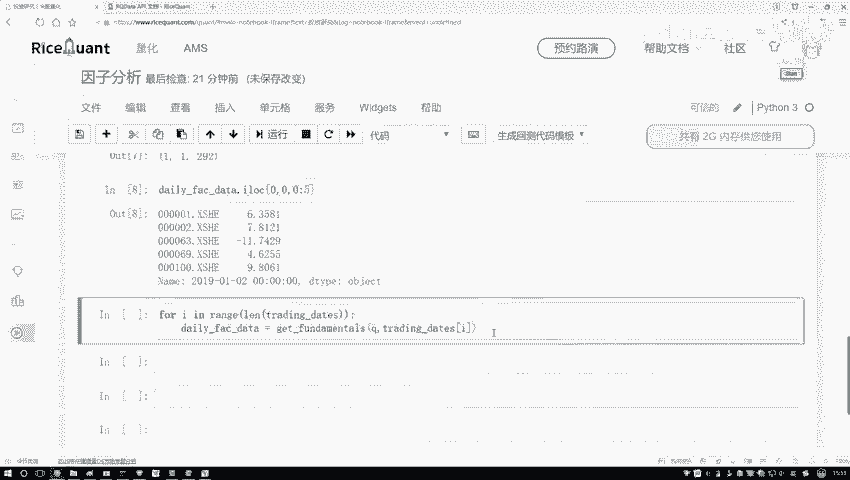 https://www.ricequant.com/quant
RiceQuant 量化 AMS 预约路演 帮助文档 社区
因子分析 最后检查: 21 分钟前 (未保存改变)
文件 编辑 查看 插入 单元格 服务 Widgets 帮助 可信的 Python 3
运行 代码 生成回测代码模板 共有 2G 内存供您使用
Out[7]: (1, 1, 292)
In [8]: daily_fac_data.iloc[0,0,0:5]
Out[8]: 000001.XSHE 6.3581
000002.XSHE 7.8121
000063.XSHE -11.7429
000069.XSHE 4.6255
000100.XSHE 9.8061
Name: 2019-01-02 00:00:00, dtype: object
In [ ]: for i in range(len(trading_dates)):
daily_fac_data = get_fundamentals(q,trading_dates[i])
In [ ]:
In [ ]:
In [ ]: